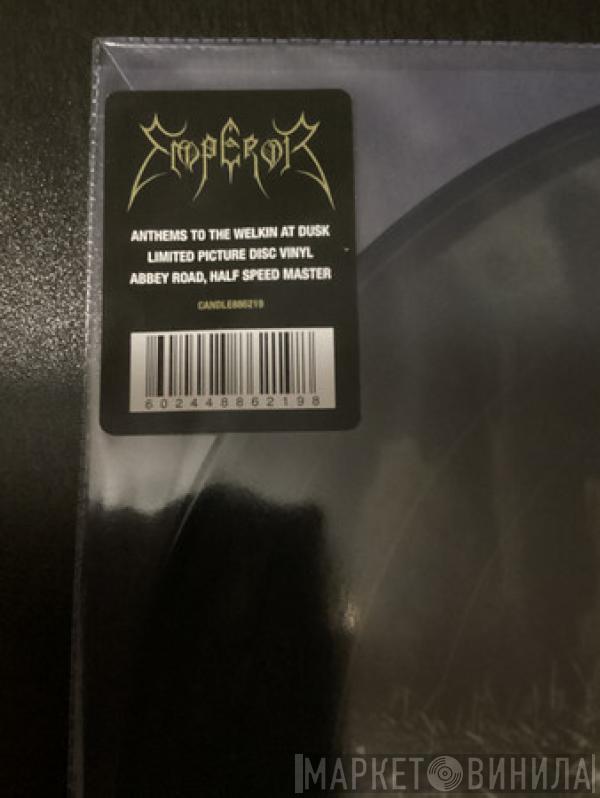 EMPEROR
ANTHEMS TO THE WELKIN AT DUSK
LIMITED PICTURE DISC VINYL
ABBEY ROAD, HALF SPEED MASTER
CANDLE886219
602448862198
МАРКЕТ ВИНИЛА